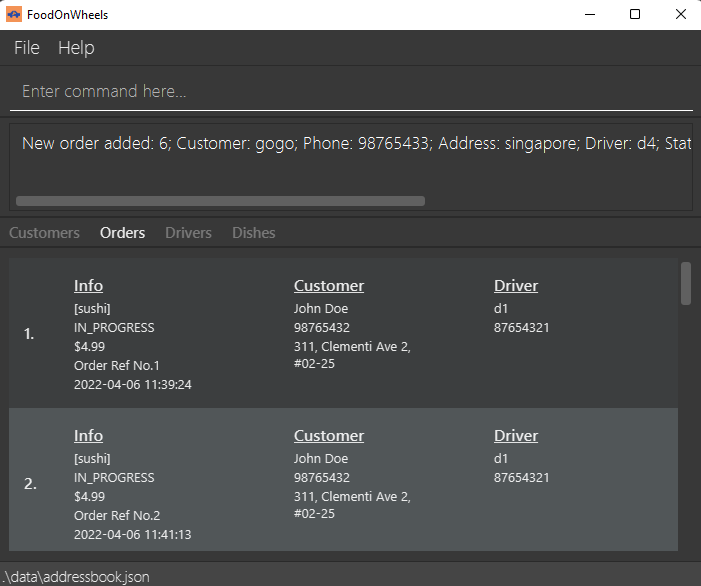 FoodOnWheels
File Help
Enter command here...
New order added: 6; Customer: gogo; Phone: 98765433; Address: singapore; Driver: d4; Stat
Customers Orders Drivers Dishes
1.
Info
[sushi]
IN_PROGRESS
$4.99
Order Ref No.1
2022-04-06 11:39:24
Customer
John Doe
98765432
311, Clementi Ave 2,
#02-25
Driver
d1
87654321
2.
Info
[sushi]
IN_PROGRESS
$4.99
Order Ref No.2
2022-04-06 11:41:13
Customer
John Doe
98765432
311, Clementi Ave 2,
#02-25
Driver
d1
87654321
.\data\addressbook.json